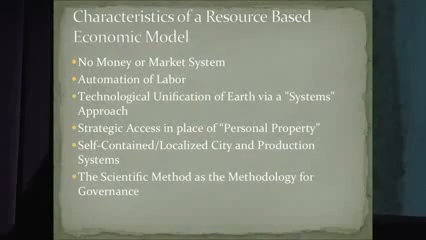 Characteristics of a Resource Based
Economic Model
•No Money or Market System
•Automation of Labor
•Technological Unification of Earth via a "Systems"
Approach
•Strategic Access in place of “Personal Property”
•Self-Contained/Localized City and Production
Systems
•The Scientific Method as the Methodology for
Governance